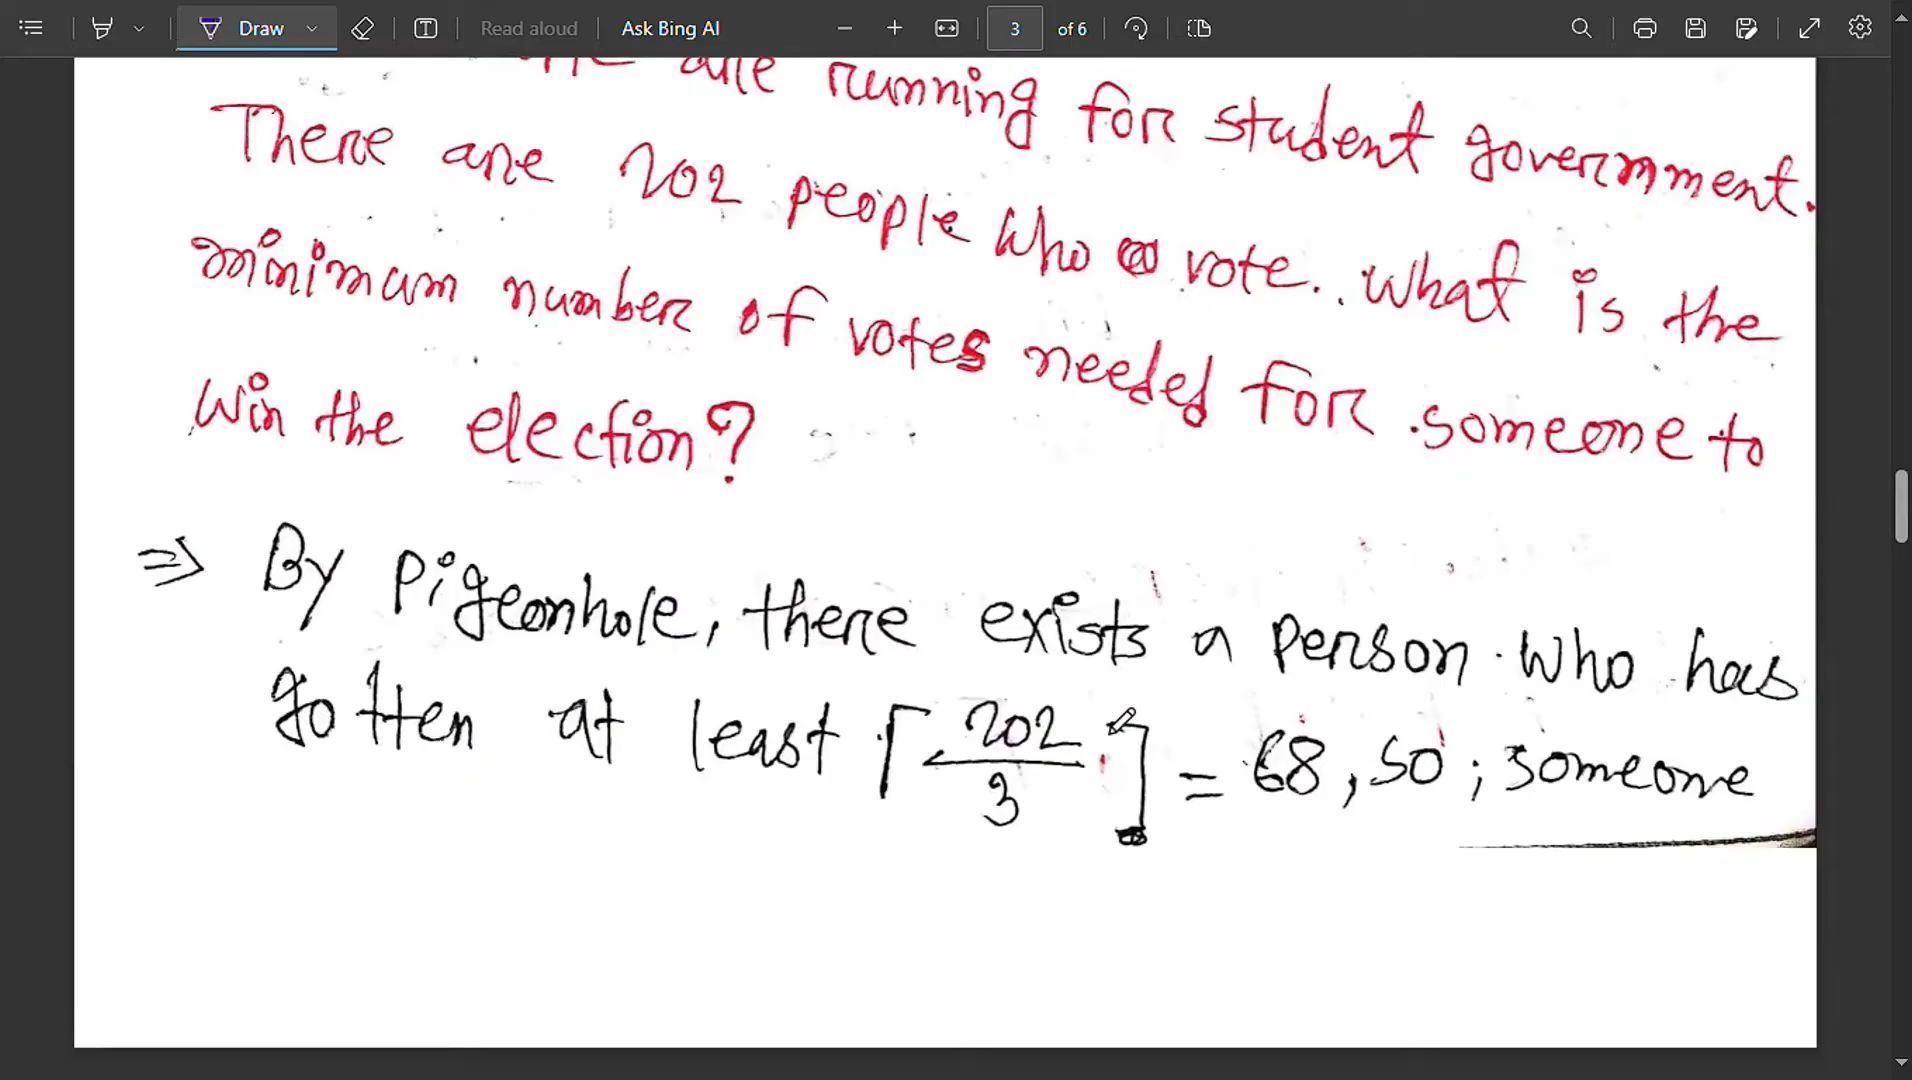 Draw
Read aloud
Ask Bing AI
3
of 6
are running for student government.
There are 202 people who vote.. What is the
minimum number of votes needed for someone to
win the election?
⇒ By Pigeonhole, there exists a person who has
gotten at least ⌈202/3⌉ = 68, so; someone